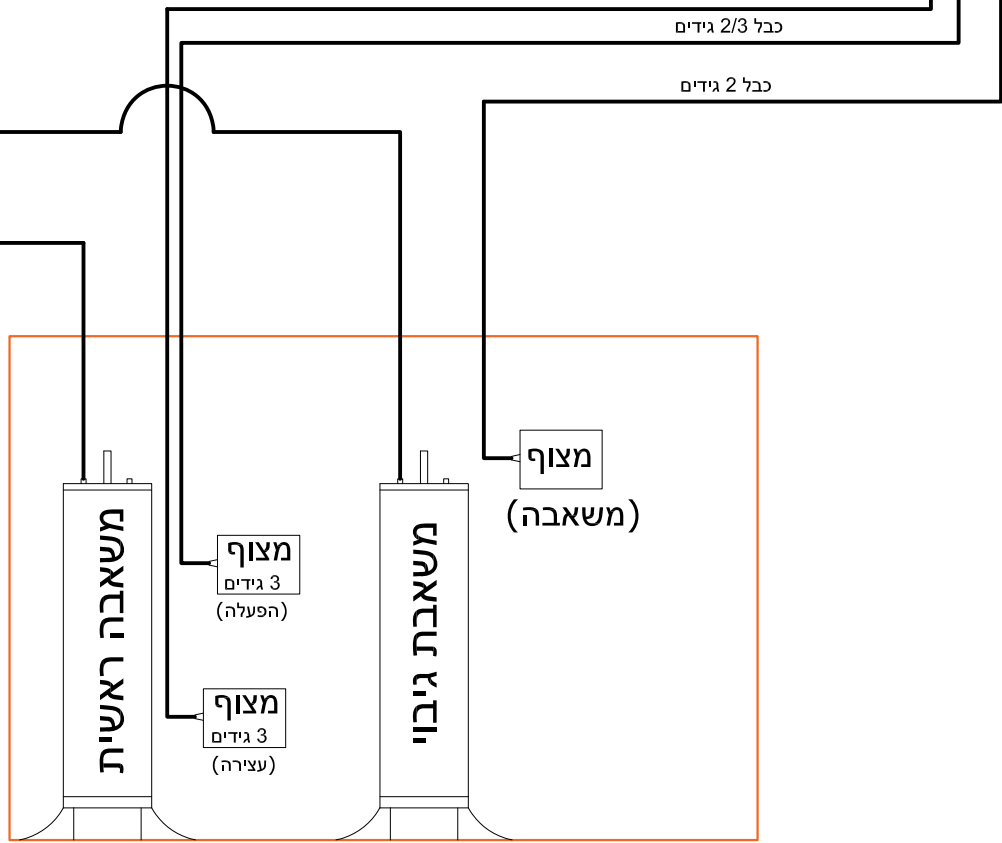 כבל 2/3 גידים
כבל 2 גידים
מצוף
(משאבה)
משאבת גיבוי
מצוף
3 גידים
(הפעלה)
מצוף
3 גידים
(עצירה)
משאבה ראשית